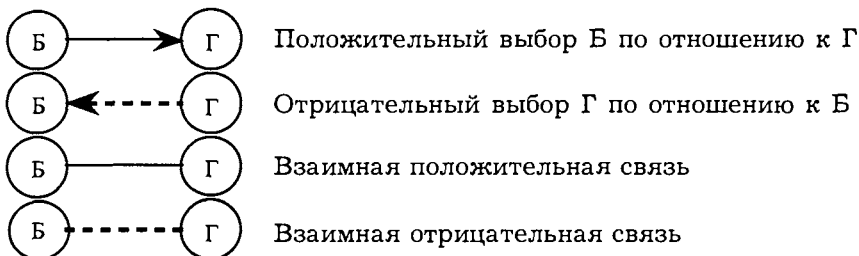 Б Г Положительный выбор Б по отношению к Г
Б Г Отрицательный выбор Г по отношению к Б
Б Г Взаимная положительная связь
Б Г Взаимная отрицательная связь